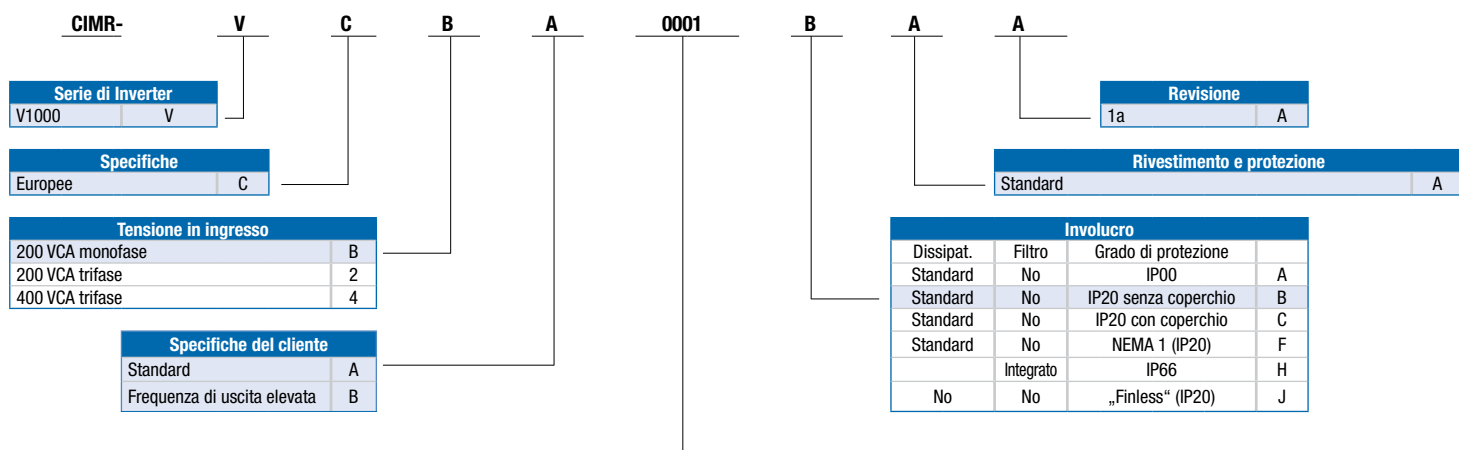 CIMR- V C B A 0001 B A A
Serie di Inverter
V1000 V
Revisione
1a A
Specifiche
Europee C
Rivestimento e protezione
Standard A
Tensione in ingresso
200 VCA monofase B
200 VCA trifase 2
400 VCA trifase 4
Involucro
Dissipat. Filtro Grado di protezione
Standard No IP00 A
Standard No IP20 senza coperchio B
Standard No IP20 con coperchio C
Standard No NEMA 1 (IP20) F
Integrato IP66 H
No No „Finless“ (IP20) J
Specifiche del cliente
Standard A
Frequenza di uscita elevata B